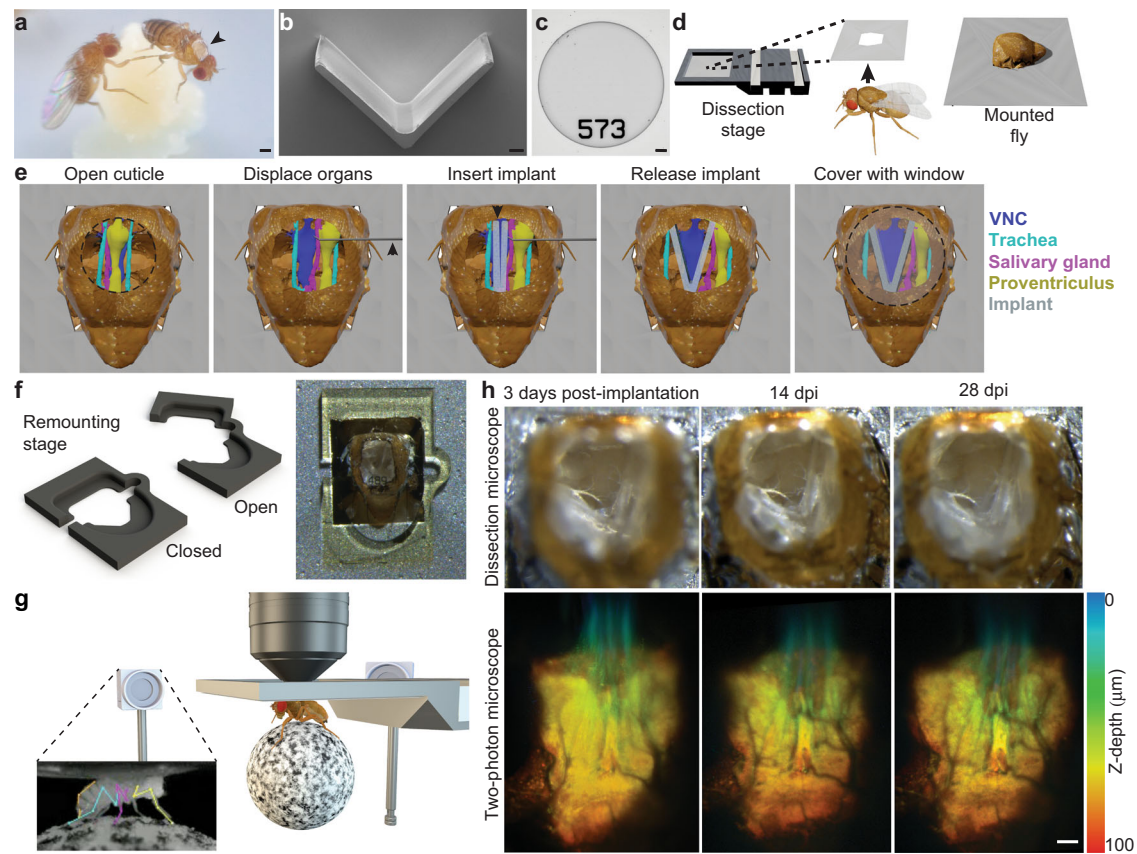 a
b
c
573
d
Dissection
stage
Mounted
fly
e
Open cuticle
Displace organs
Insert implant
Release implant
Cover with window
VNC
Trachea
Salivary gland
Proventriculus
Implant
f
Remounting
stage
Open
Closed
g
h
3 days post-implantation
14 dpi
28 dpi
Dissection microscope
Two-photon microscope
0
Z-depth (μm)
100